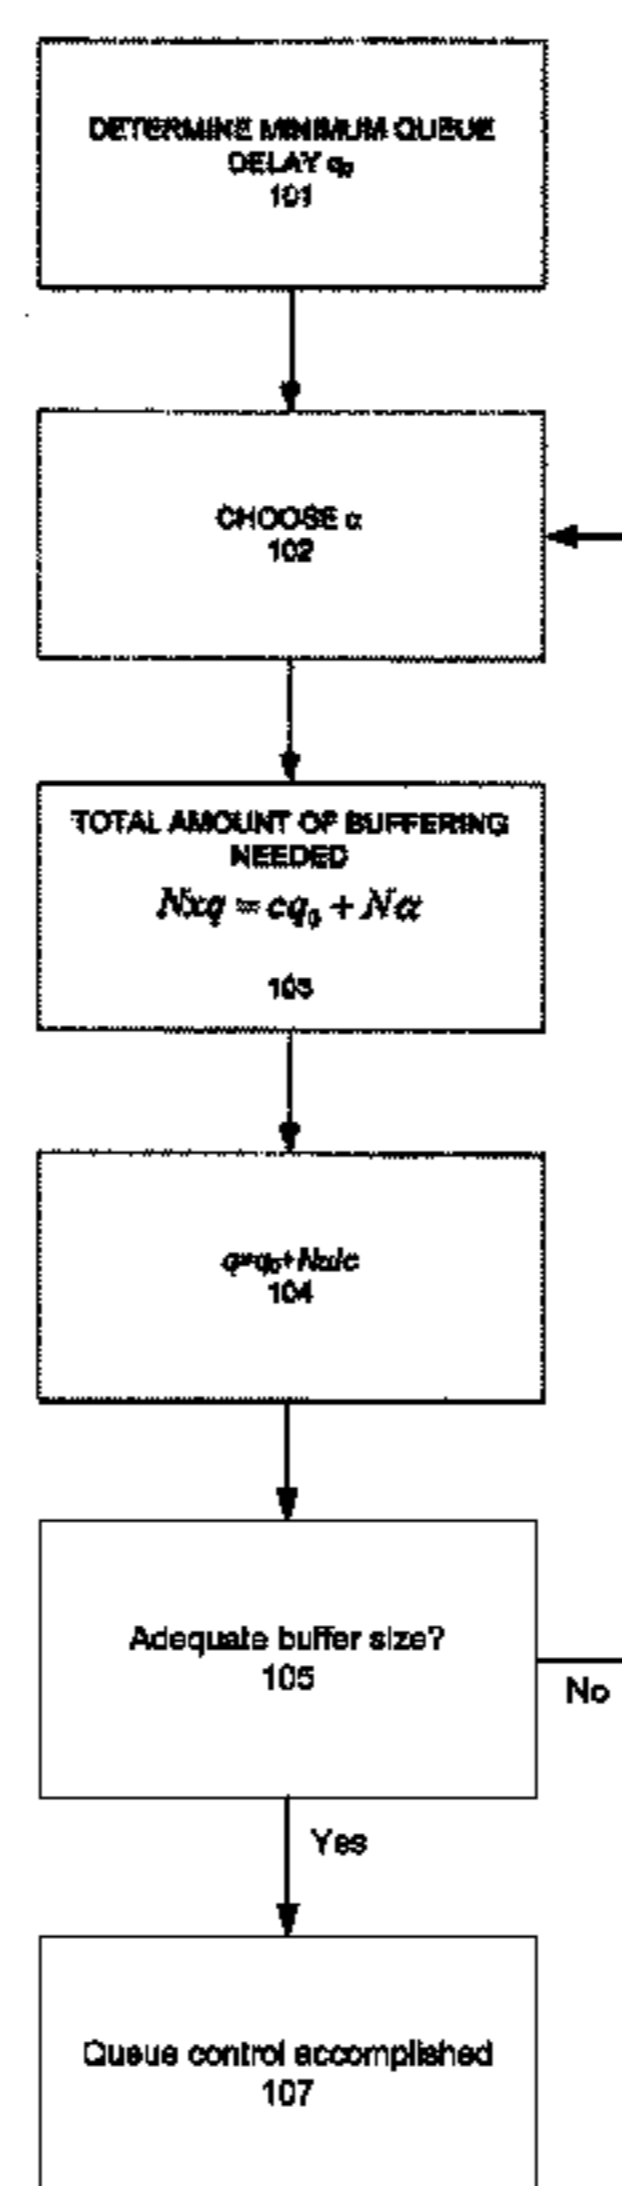 DETERMINE MINIMUM QUEUE
DELAY q₀
101
CHOOSE α
102
TOTAL AMOUNT OF BUFFERING
NEEDED
Nxq = cq₀ + Nα
103
q=q₀+Nα/c
104
Adequate buffer size?
105
No
Yes
Queue control accomplished
107